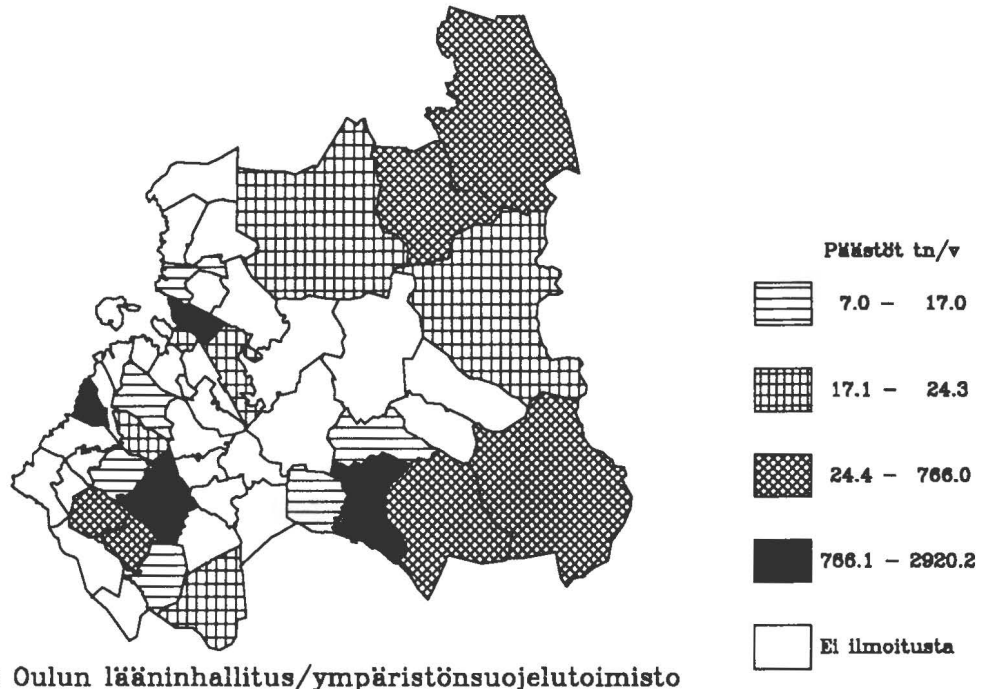 Päästöt tn/v
7.0 – 17.0
17.1 – 24.3
24.4 – 766.0
766.1 – 2920.2
Ei ilmoitusta
Oulun lääninhallitus/ympäristönsuojelutoimisto